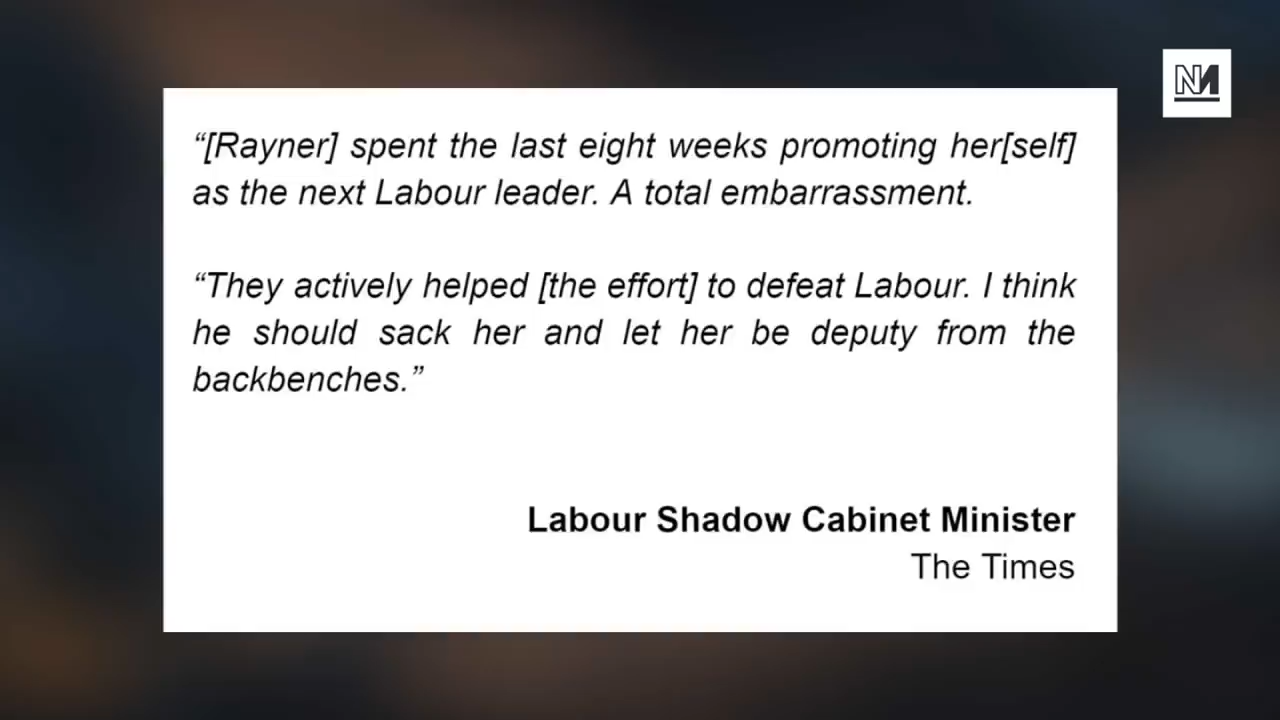 “[Rayner] spent the last eight weeks promoting her[self]
as the next Labour leader. A total embarrassment.
“They actively helped [the effort] to defeat Labour. I think
he should sack her and let her be deputy from the
backbenches.”
Labour Shadow Cabinet Minister
The Times